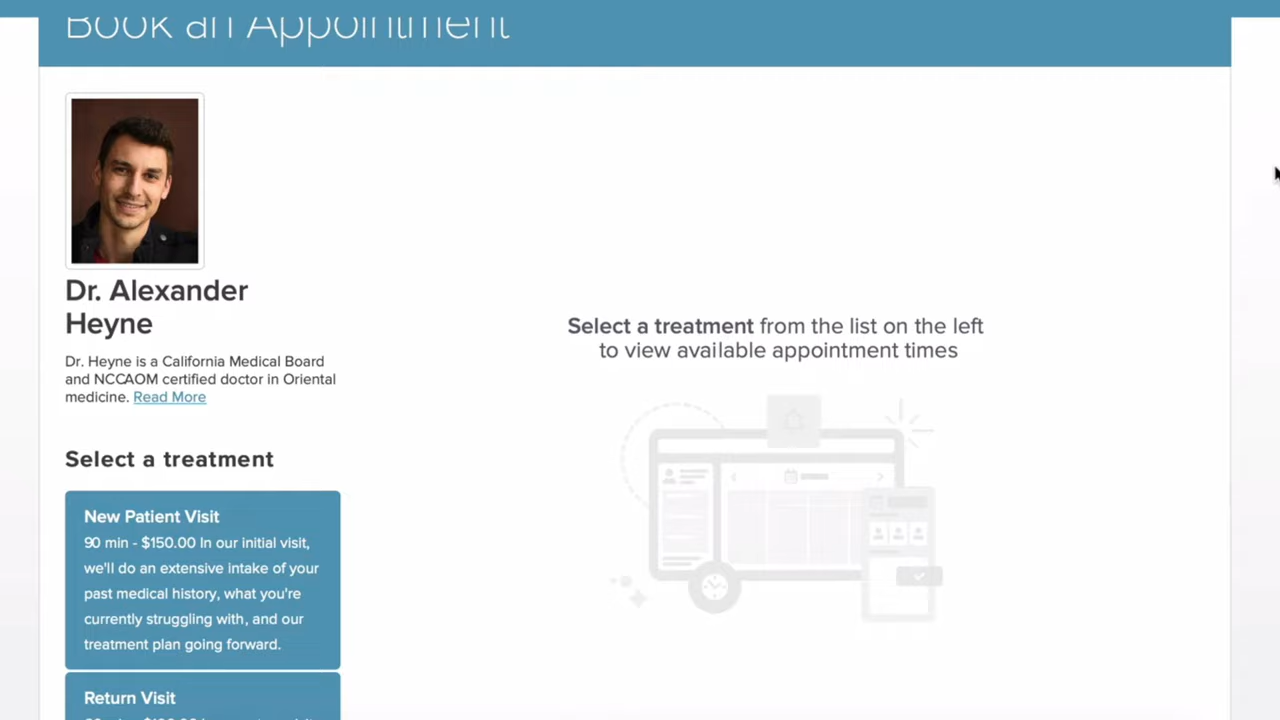 Book an Appointment
Dr. Alexander
Heyne
Dr. Heyne is a California Medical Board
and NCCAOM certified doctor in Oriental
medicine. Read More
Select a treatment
New Patient Visit
90 min - $150.00 In our initial visit,
we'll do an extensive intake of your
past medical history, what you're
currently struggling with, and our
treatment plan going forward.
Return Visit
Select a treatment from the list on the left
to view available appointment times